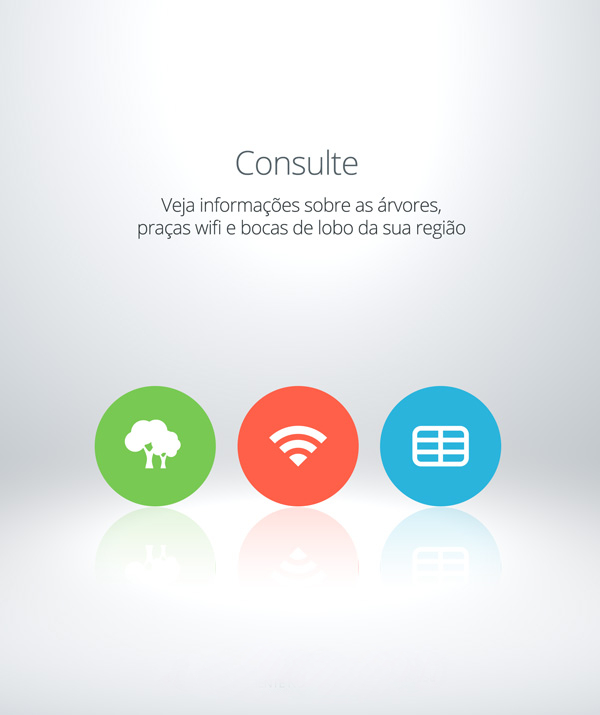 Consulte
Veja informações sobre as árvores,
praças wifi e bocas de lobo da sua região